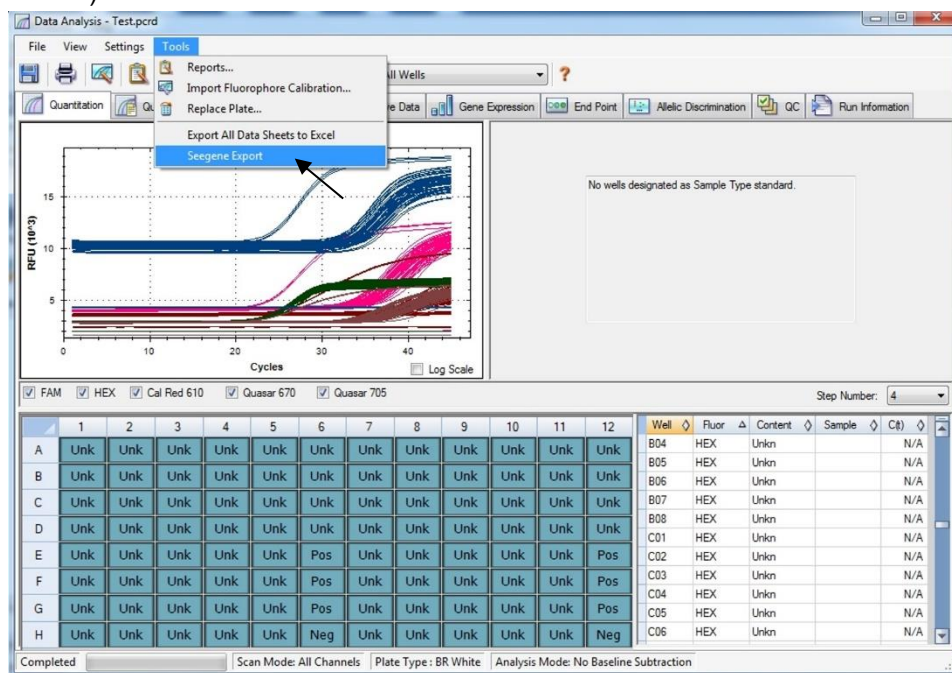 )
Data Analysis - Test.pcrd
File View Settings Tools
Reports...
All Wells
?
Import Fluorophore Calibration...
Replace Plate...
Export All Data Sheets to Excel
Seegene Export
Quantitation Qu Data Gene Expression End Point Allelic Discrimination QC Run Information
No wells designated as Sample Type standard.
RFU (10^3)
15
10
5
0 10 20 30 40
Cycles
Log Scale
FAM HEX Cal Red 610 Quasar 670 Quasar 705 Step Number: 4
1 2 3 4 5 6 7 8 9 10 11 12
A Unk Unk Unk Unk Unk Unk Unk Unk Unk Unk Unk Unk
B Unk Unk Unk Unk Unk Unk Unk Unk Unk Unk Unk Unk
C Unk Unk Unk Unk Unk Unk Unk Unk Unk Unk Unk Unk
D Unk Unk Unk Unk Unk Unk Unk Unk Unk Unk Unk Unk
E Unk Unk Unk Unk Unk Pos Unk Unk Unk Unk Unk Pos
F Unk Unk Unk Unk Unk Pos Unk Unk Unk Unk Unk Pos
G Unk Unk Unk Unk Unk Pos Unk Unk Unk Unk Unk Pos
H Unk Unk Unk Unk Unk Neg Unk Unk Unk Unk Unk Neg
Well Fluor Content Sample C(t)
B04 HEX Unkn N/A
B05 HEX Unkn N/A
B06 HEX Unkn N/A
B07 HEX Unkn N/A
B08 HEX Unkn N/A
C01 HEX Unkn N/A
C02 HEX Unkn N/A
C03 HEX Unkn N/A
C04 HEX Unkn N/A
C05 HEX Unkn N/A
C06 HEX Unkn N/A
Completed Scan Mode: All Channels Plate Type : BR White Analysis Mode: No Baseline Subtraction